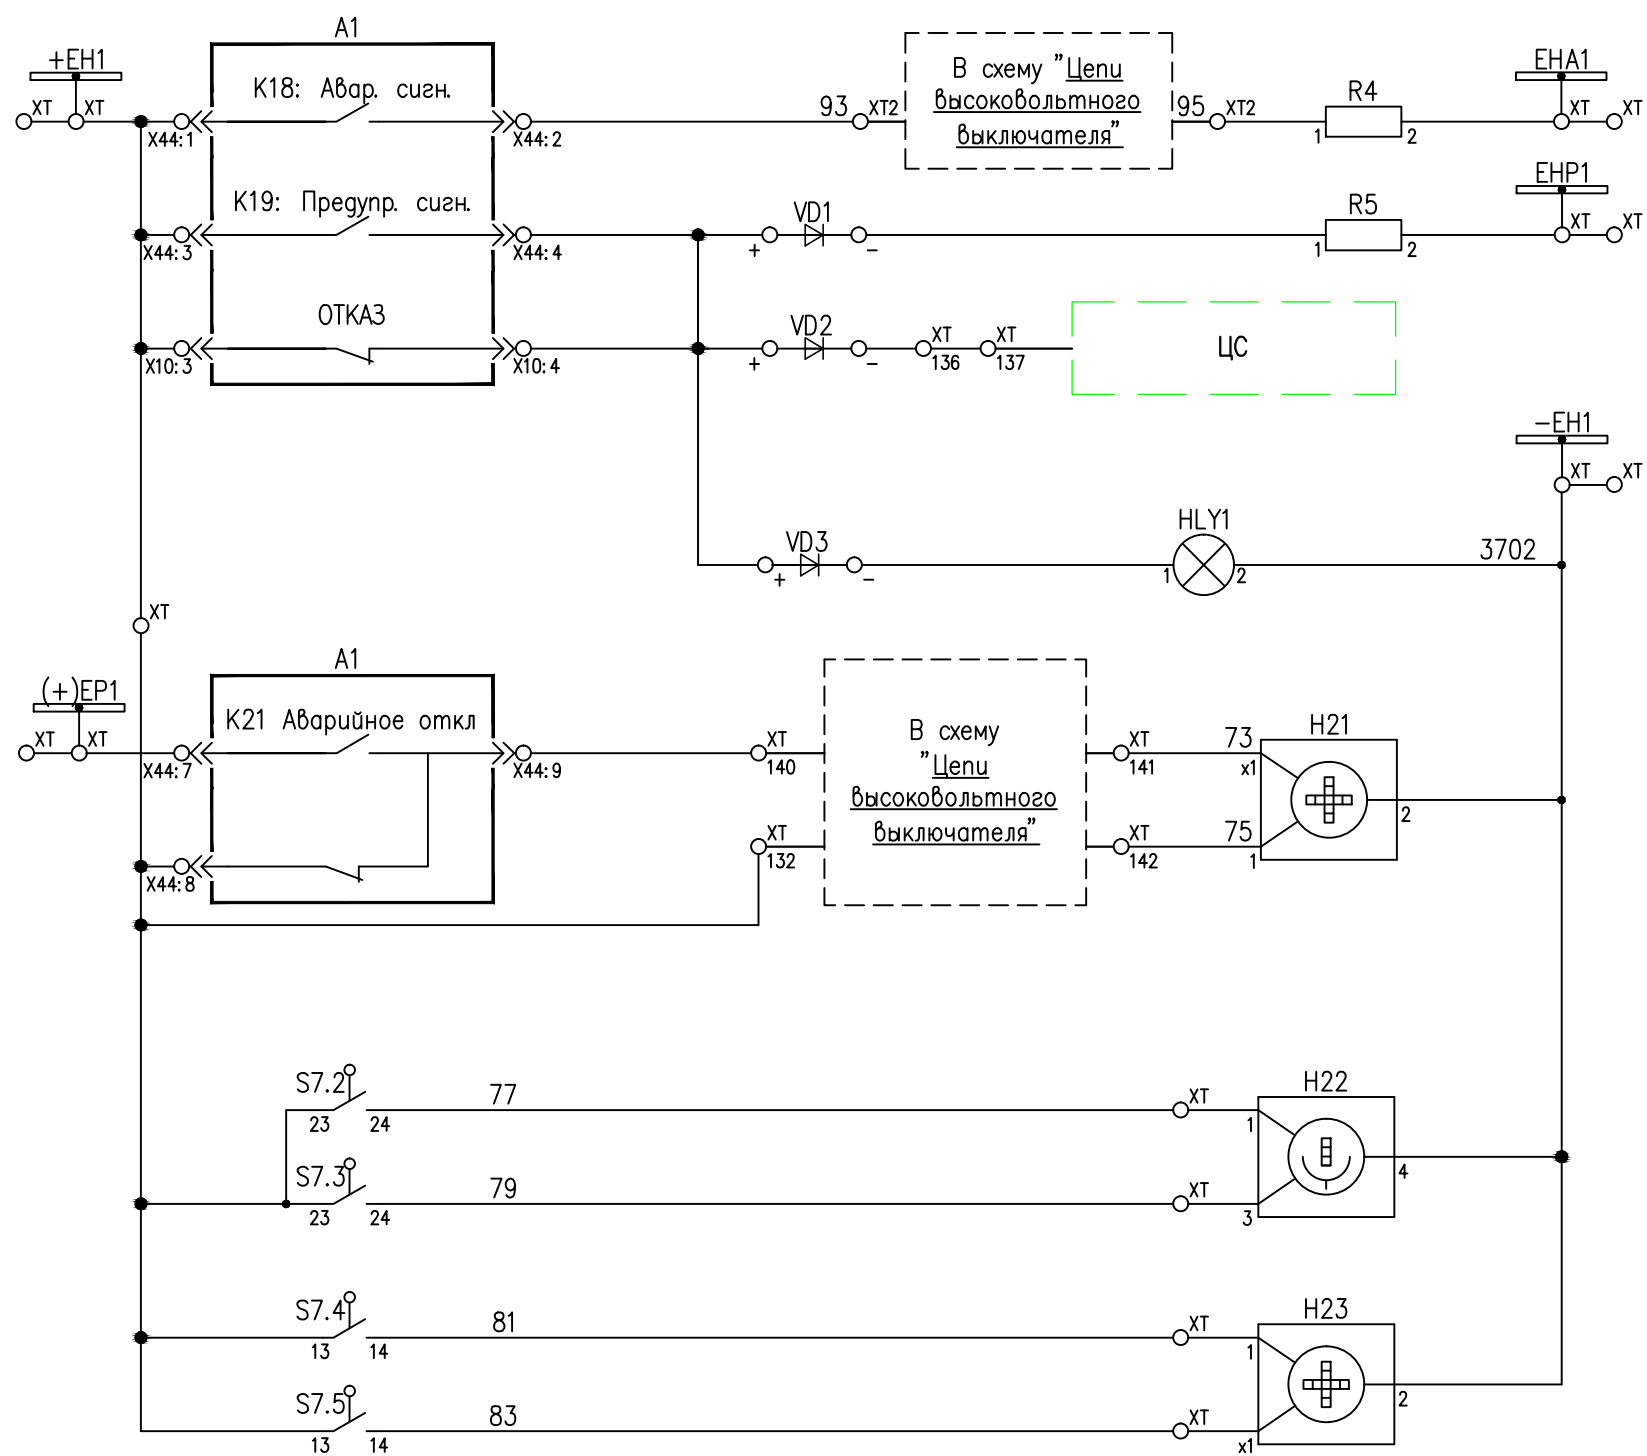 A1
+EH1
К18: Авар. сигн.
В схему "Цепи
высоковольтного
выключателя"
EHA1
XT
XT
X44:1
X44:2
93
XT2
95
XT2
R4
1
2
XT
XT
EHP1
К19: Предупр. сигн.
X44:3
X44:4
VD1
+
−
R5
1
2
XT
XT
ОТКАЗ
X10:3
X10:4
VD2
+
−
XT
136
XT
137
ЦС
−EH1
XT
XT
VD3
+
−
HLY1
1
2
3702
XT
A1
(+)EP1
К21 Аварийное откл
XT
XT
X44:7
X44:9
XT
140
В схему
"Цепи
высоковольтного
выключателя"
XT
141
73
x1
H21
2
X44:8
XT
132
XT
142
75
1
S7.2
23
24
77
XT
1
H22
4
S7.3
23
24
79
XT
3
S7.4
13
14
81
XT
1
H23
2
S7.5
13
14
83
XT
x1